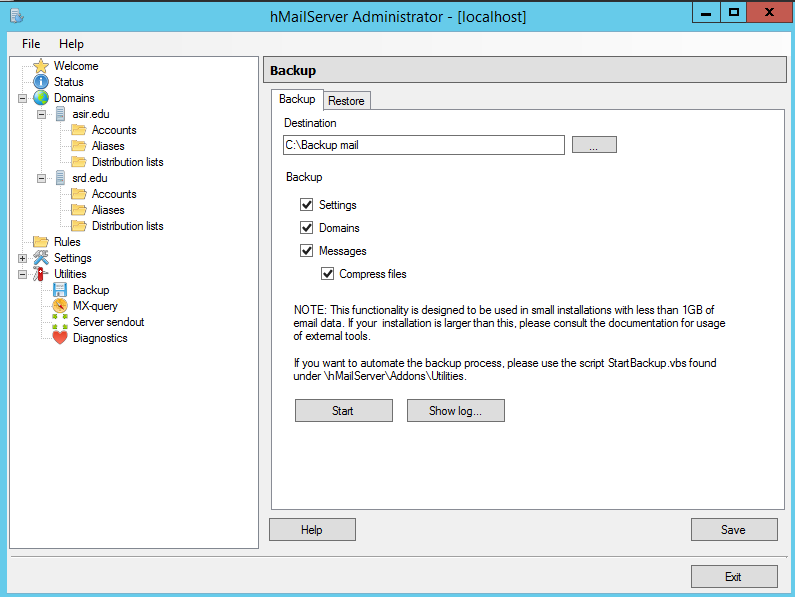 hMailServer Administrator - [localhost]
X
File Help
Welcome
Status
Domains
asir.edu
Accounts
Aliases
Distribution lists
srd.edu
Accounts
Aliases
Distribution lists
Rules
Settings
Utilities
Backup
MX-query
Server sendout
Diagnostics
Backup
Backup Restore
Destination
C:\Backup mail
...
Backup
Settings
Domains
Messages
Compress files
NOTE: This functionality is designed to be used in small installations with less than 1GB of
email data. If your installation is larger than this, please consult the documentation for usage
of external tools.
If you want to automate the backup process, please use the script StartBackup.vbs found
under \hMailServer\Addons\Utilities.
Start Show log...
Help Save
Exit